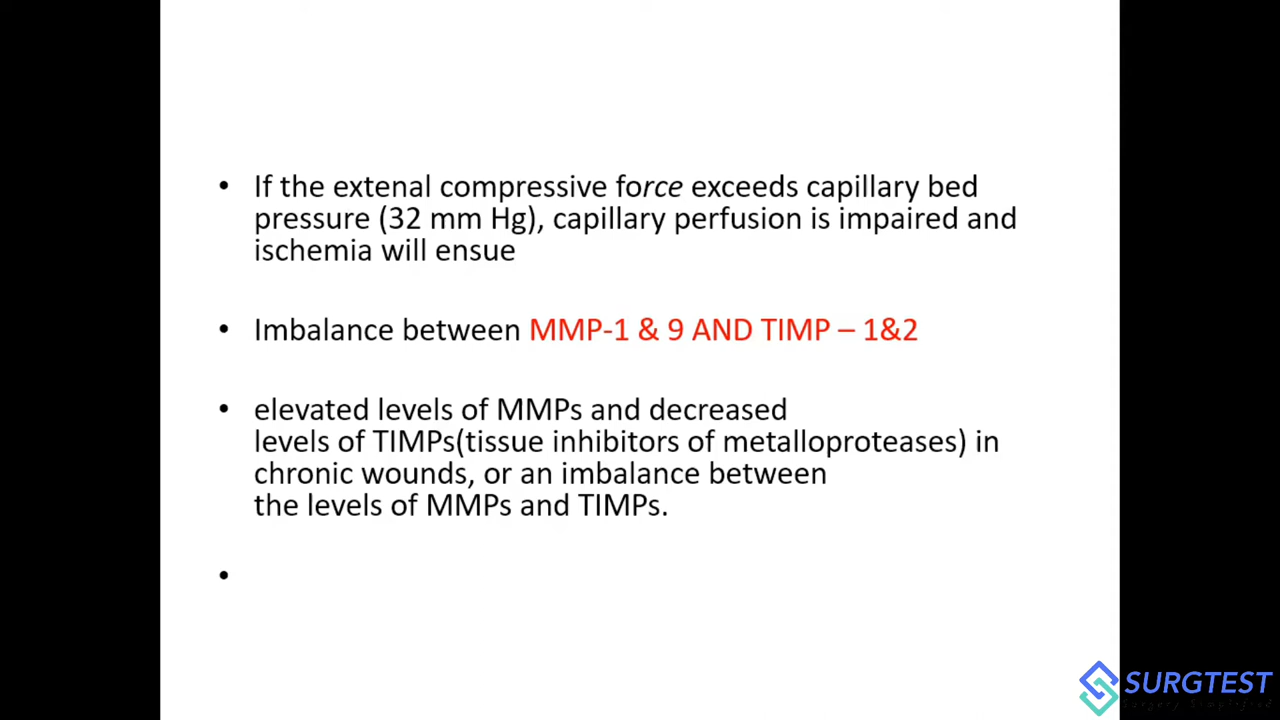 • If the extenal compressive force exceeds capillary bed
pressure (32 mm Hg), capillary perfusion is impaired and
ischemia will ensue
• Imbalance between MMP-1 & 9 AND TIMP – 1&2
• elevated levels of MMPs and decreased
levels of TIMPs(tissue inhibitors of metalloproteases) in
chronic wounds, or an imbalance between
the levels of MMPs and TIMPs.
•
SURGTEST
Surgery Simplified